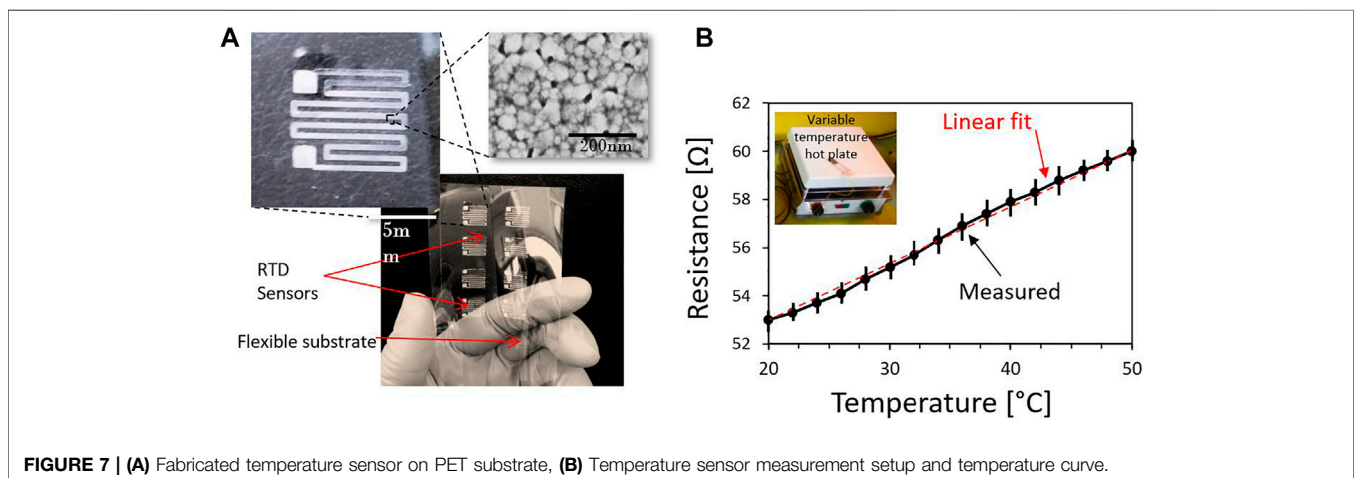 A
200nm
5m
m
RTD
Sensors
Flexible substrate
B
62
60
58
56
54
52
Resistance [Ω]
Variable
temperature
hot plate
Linear fit
Measured
20
30
40
50
Temperature [°C]
FIGURE 7 | (A) Fabricated temperature sensor on PET substrate, (B) Temperature sensor measurement setup and temperature curve.